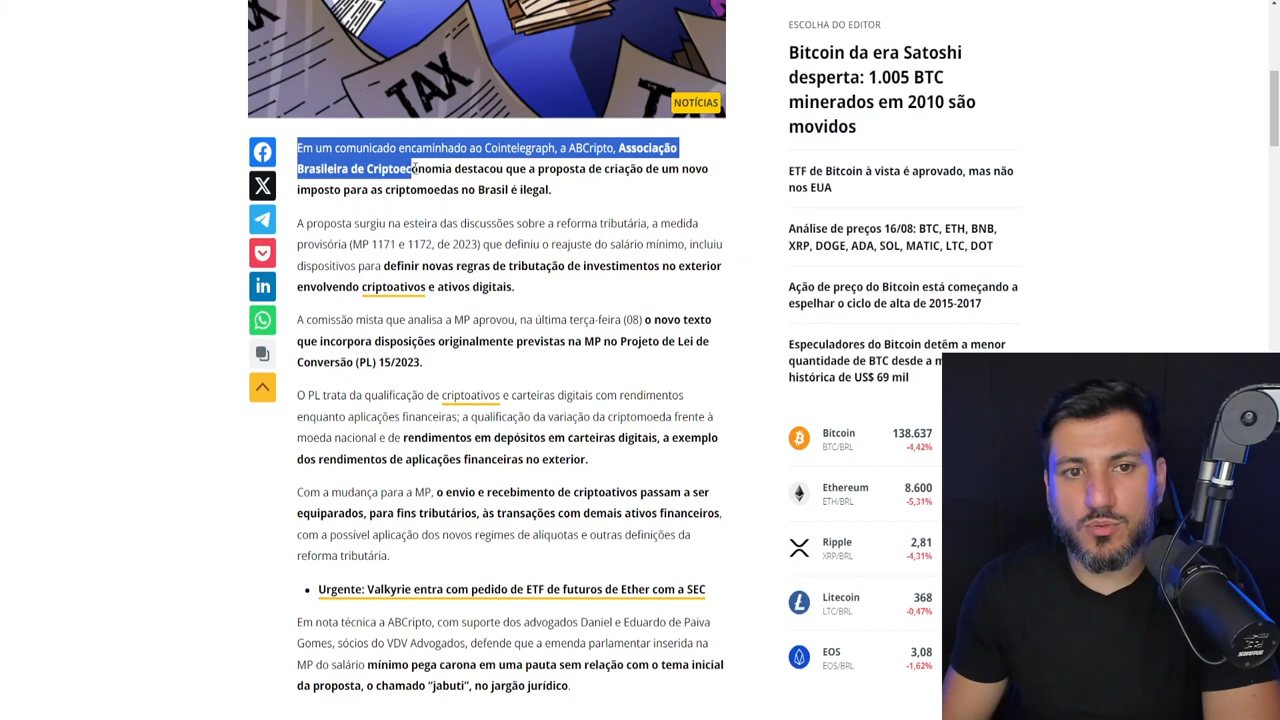 TAX
NOTÍCIAS
Em um comunicado encaminhado ao Cointelegraph, a ABCripto, Associação
Brasileira de Criptoeconomia destacou que a proposta de criação de um novo
imposto para as criptomoedas no Brasil é ilegal.
A proposta surgiu na esteira das discussões sobre a reforma tributária, a medida
provisória (MP 1171 e 1172, de 2023) que definiu o reajuste do salário mínimo, incluiu
dispositivos para definir novas regras de tributação de investimentos no exterior
envolvendo criptoativos e ativos digitais.
A comissão mista que analisa a MP aprovou, na última terça-feira (08) o novo texto
que incorpora disposições originalmente previstas na MP no Projeto de Lei de
Conversão (PL) 15/2023.
O PL trata da qualificação de criptoativos e carteiras digitais com rendimentos
enquanto aplicações financeiras; a qualificação da variação da criptomoeda frente à
moeda nacional e de rendimentos em depósitos em carteiras digitais, a exemplo
dos rendimentos de aplicações financeiras no exterior.
Com a mudança para a MP, o envio e recebimento de criptoativos passam a ser
equiparados, para fins tributários, às transações com demais ativos financeiros,
com a possível aplicação dos novos regimes de alíquotas e outras definições da
reforma tributária.
• Urgente: Valkyrie entra com pedido de ETF de futuros de Ether com a SEC
Em nota técnica a ABCripto, com suporte dos advogados Daniel e Eduardo de Paiva
Gomes, sócios do VDV Advogados, defende que a emenda parlamentar inserida na
MP do salário mínimo pega carona em uma pauta sem relação com o tema inicial
da proposta, o chamado “jabuti”, no jargão jurídico.
ESCOLHA DO EDITOR
Bitcoin da era Satoshi
desperta: 1.005 BTC
minerados em 2010 são
movidos
ETF de Bitcoin à vista é aprovado, mas não
nos EUA
Análise de preços 16/08: BTC, ETH, BNB,
XRP, DOGE, ADA, SOL, MATIC, LTC, DOT
Ação de preço do Bitcoin está começando a
espelhar o ciclo de alta de 2015-2017
Especuladores do Bitcoin detêm a menor
quantidade de BTC desde a
histórica de US$ 69 mil
Bitcoin 138.637
BTC/BRL -4,42%
Ethereum 8.600
ETH/BRL -5,31%
Ripple 2,81
XRP/BRL -4,31%
Litecoin 368
LTC/BRL -0,47%
EOS 3,08
EOS/BRL -1,62%
SHURE